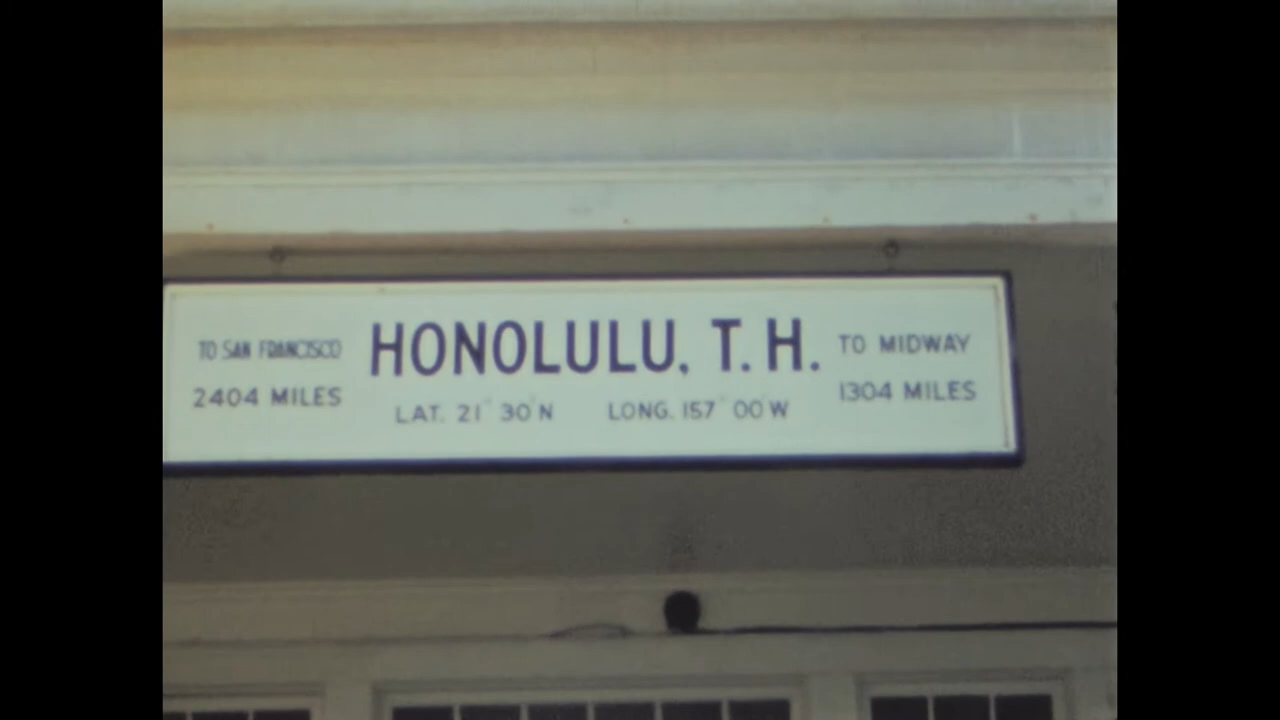 TO SAN FRANCISCO
2404 MILES
HONOLULU, T. H.
LAT. 21° 30' N LONG. 157° 00' W
TO MIDWAY
1304 MILES